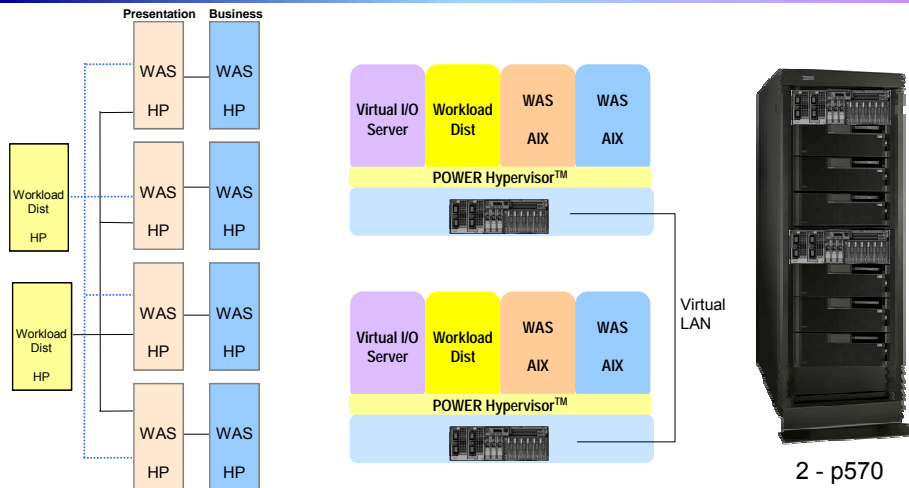 Presentation Business
WAS
HP
WAS
HP
WAS
HP
WAS
HP
WAS
HP
WAS
HP
WAS
HP
WAS
HP
Workload
Dist
HP
Workload
Dist
HP
Virtual I/O
Server
Workload
Dist
WAS
AIX
WAS
AIX
POWER Hypervisor™
Virtual I/O
Server
Workload
Dist
WAS
AIX
WAS
AIX
POWER Hypervisor™
Virtual
LAN
IBM
2 - p570